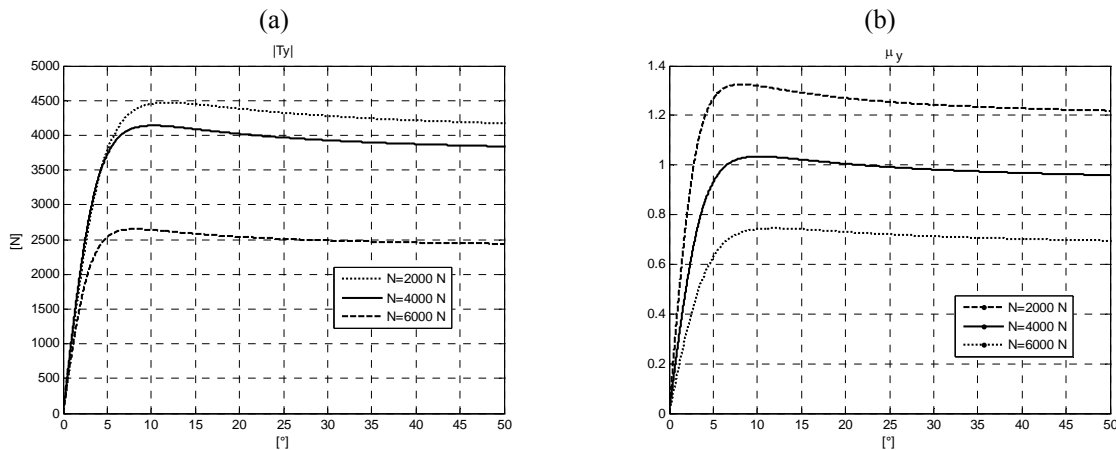 (a)
|Ty|
5000
4500
4000
3500
3000
2500
2000
1500
1000
500
0
[N]
0 5 10 15 20 25 30 35 40 45 50
[°]
N=2000 N
N=4000 N
N=6000 N
(b)
μ y
1.4
1.2
1
0.8
0.6
0.4
0.2
0
0 5 10 15 20 25 30 35 40 45 50
[°]
N=2000 N
N=4000 N
N=6000 N